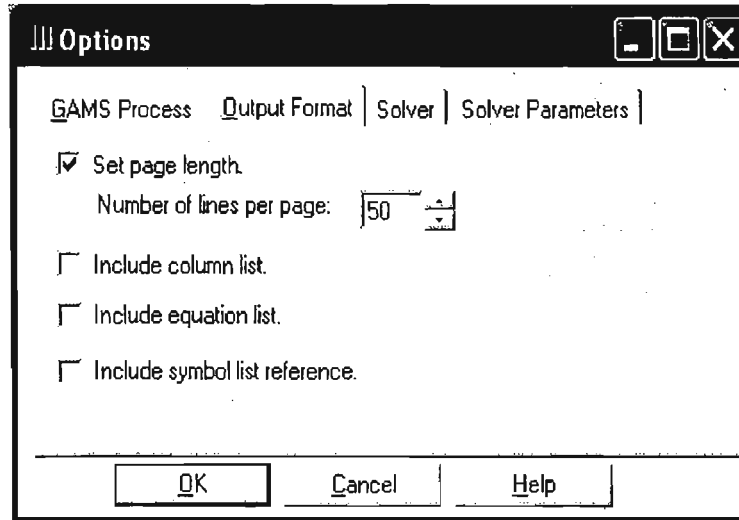 Options
GAMS Process Output Format Solver Solver Parameters
Set page length.
Number of lines per page: 50
Include column list.
Include equation list.
Include symbol list reference.
OK Cancel Help